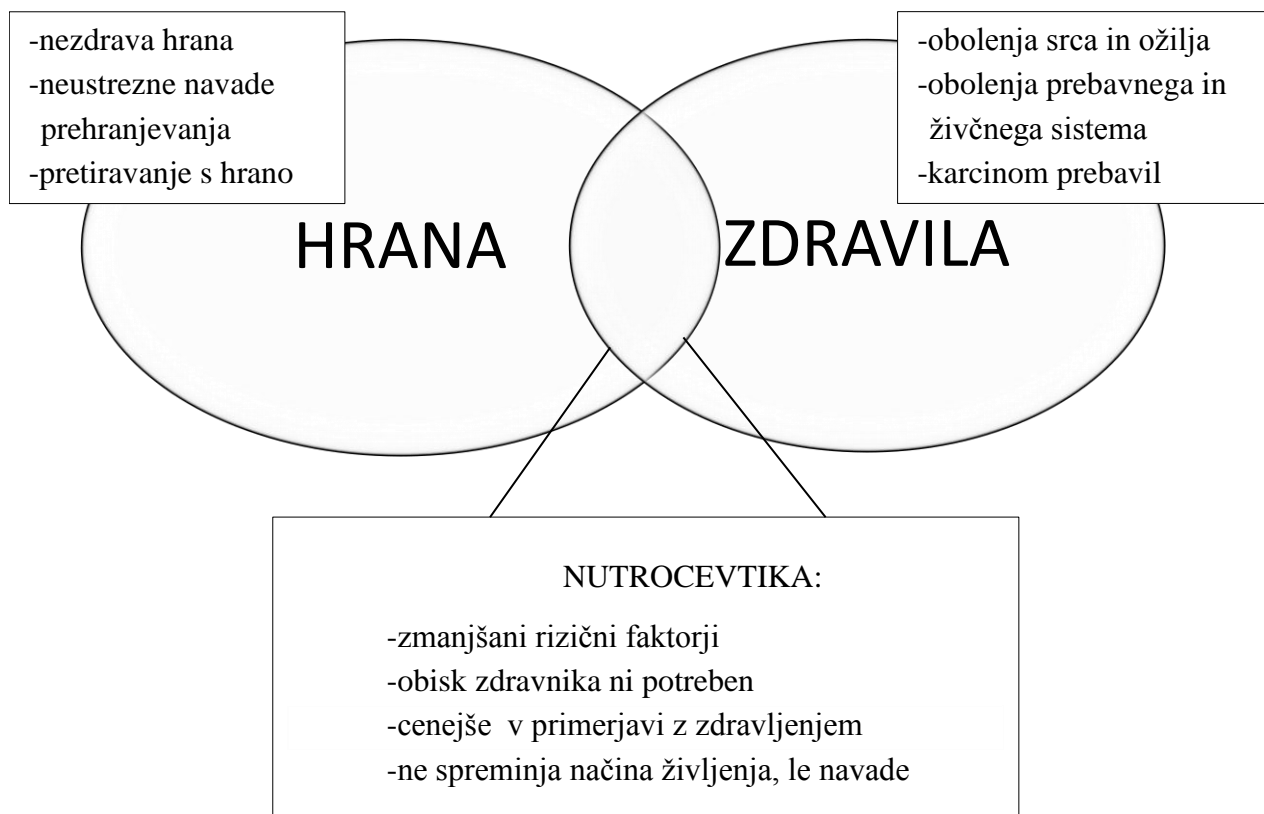 -nezdrava hrana
-neustrezne navade
prehranjevanja
-pretiravanje s hrano
-obolenja srca in ožilja
-obolenja prebavnega in
živčnega sistema
-karcinom prebavil
HRANA
ZDRAVILA
NUTROCEVTIKA:
-zmanjšani rizični faktorji
-obisk zdravnika ni potreben
-cenejše v primerjavi z zdravljenjem
-ne spreminja načina življenja, le navade